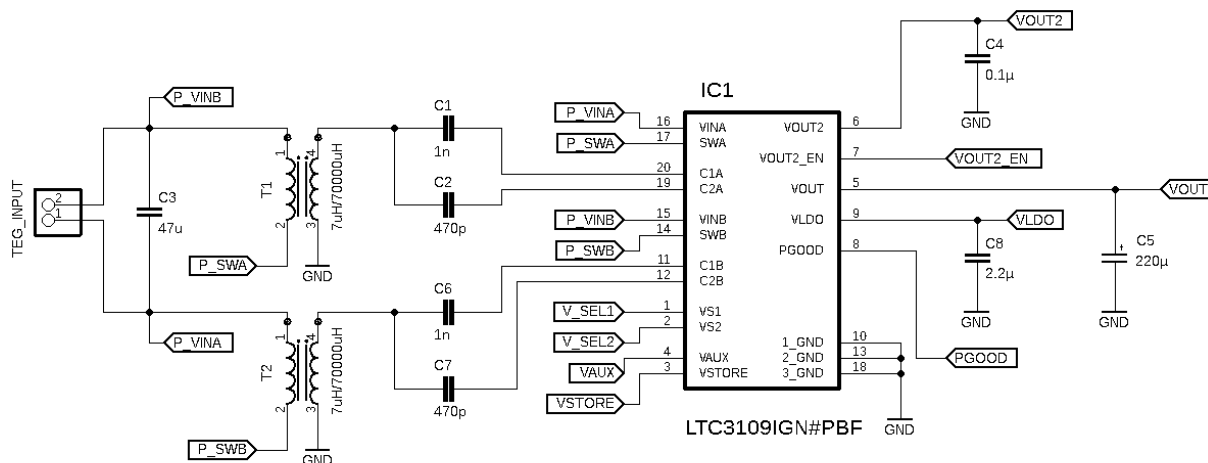 VOUT2
C4
0.1µ
GND
P_VINB
C1
1n
C2
470p
IC1
P_VINA
P_SWA
16
17
20
19
15
14
11
12
1
2
4
3
VINA
SWA
C1A
C2A
VINB
SWB
C1B
C2B
VS1
VS2
VAUX
VSTORE
VOUT2
VOUT2_EN
VOUT
VLDO
PGOOD
1_GND
2_GND
3_GND
6
7
5
9
8
10
13
18
VOUT2_EN
VOUT
VLDO
C8
2.2µ
GND
C5
+
220µ
GND
PGOOD
GND
LTC3109IGN#PBF
TEG_INPUT
2
1
C3
47u
1
2
T1
4
3
7uH/70000uH
P_SWA
GND
P_VINB
P_SWB
C6
1n
C7
470p
V_SEL1
V_SEL2
VAUX
VSTORE
P_VINA
1
2
T2
4
3
7uH/70000uH
P_SWB
GND